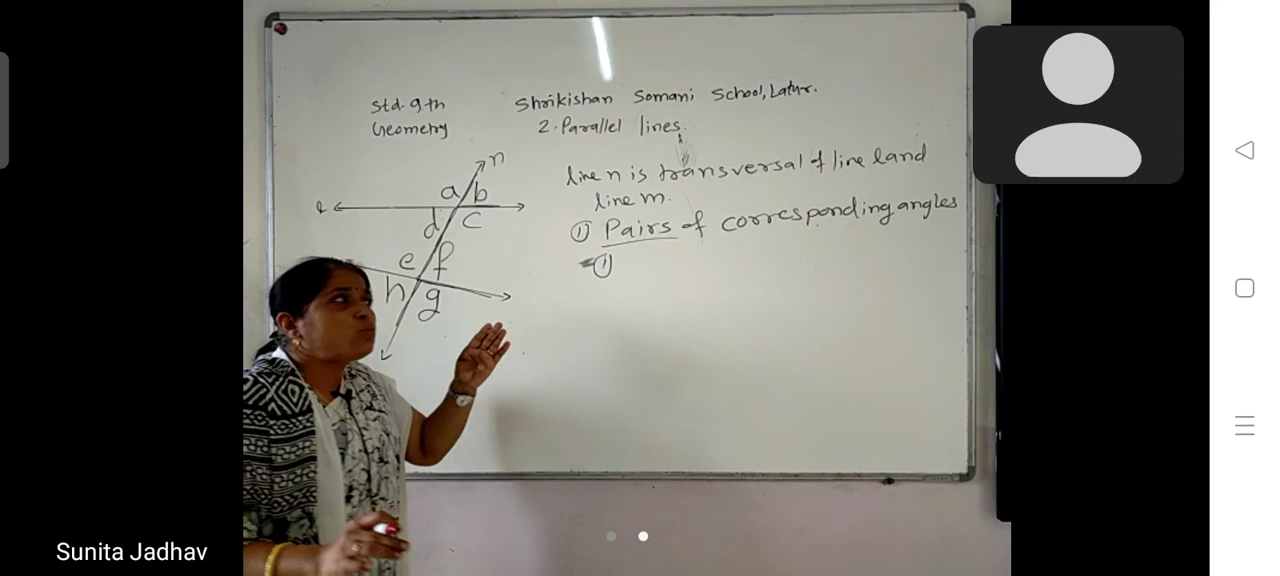 Std. 9th
Geometry
Shrikishan Somani School, Latur.
2. Parallel lines.
line n is transversal of line l and
line m.
① Pairs of corresponding angles
①
n
a b
l
d c
e f
h g
Sunita Jadhav